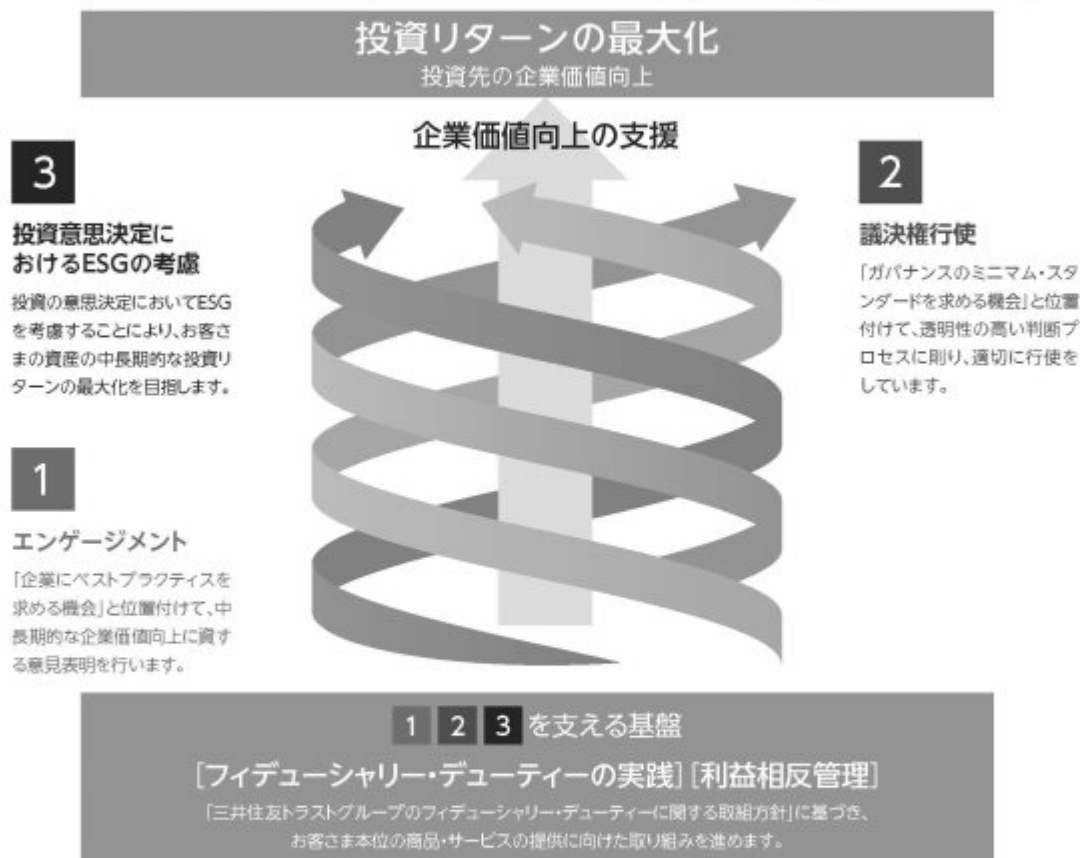 投資リターンの最大化
投資先の企業価値向上
企業価値向上の支援
3
投資意思決定に
おけるESGの考慮
投資の意思決定においてESG
を考慮することにより、お客さ
まの資産の中長期的な投資リ
ターンの最大化を目指します。
2
議決権行使
「ガバナンスのミニマム・スタ
ンダードを求める機会」と位置
付けて、透明性の高い判断プ
ロセスに則り、適切に行使を
しています。
1
エンゲージメント
「企業にベストプラクティスを
求める機会」と位置付けて、中
長期的な企業価値向上に資す
る意見表明を行います。
1 2 3 を支える基盤
[フィデューシャリー・デューティーの実践] [利益相反管理]
「三井住友トラストグループのフィデューシャリー・デューティーに関する取組方針」に基づき、
お客さま本位の商品・サービスの提供に向けた取り組みを進めます。